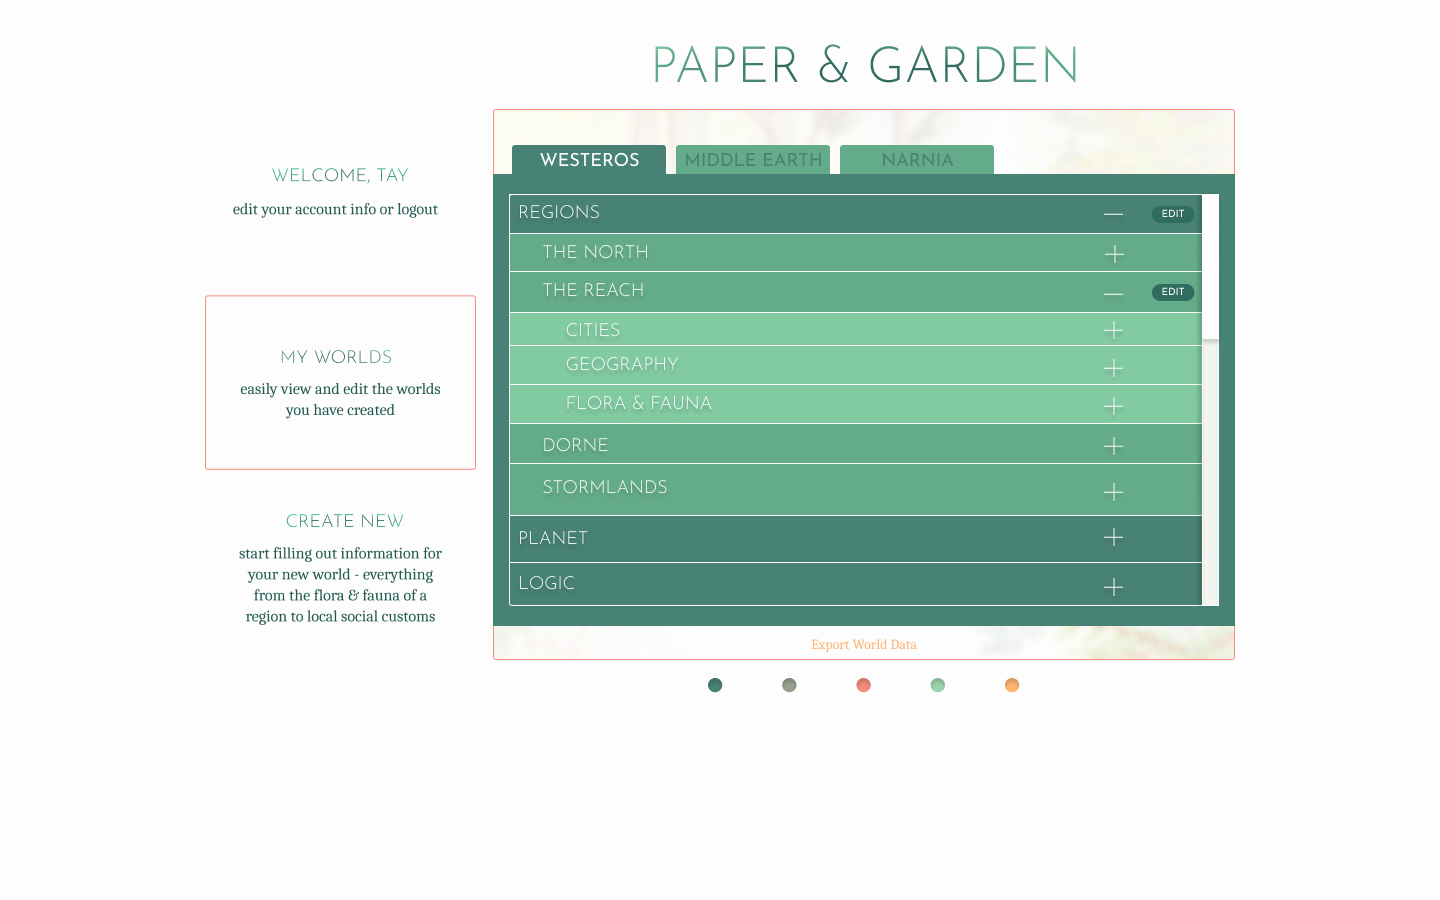 PAPER & GARDEN
WELCOME, TAY
edit your account info or logout
MY WORLDS
easily view and edit the worlds
you have created
CREATE NEW
start filling out information for
your new world - everything
from the flora & fauna of a
region to local social customs
WESTEROS
MIDDLE EARTH
NARNIA
REGIONS
EDIT
THE NORTH
THE REACH
EDIT
CITIES
GEOGRAPHY
FLORA & FAUNA
DORNE
STORMLANDS
PLANET
LOGIC
Export World Data